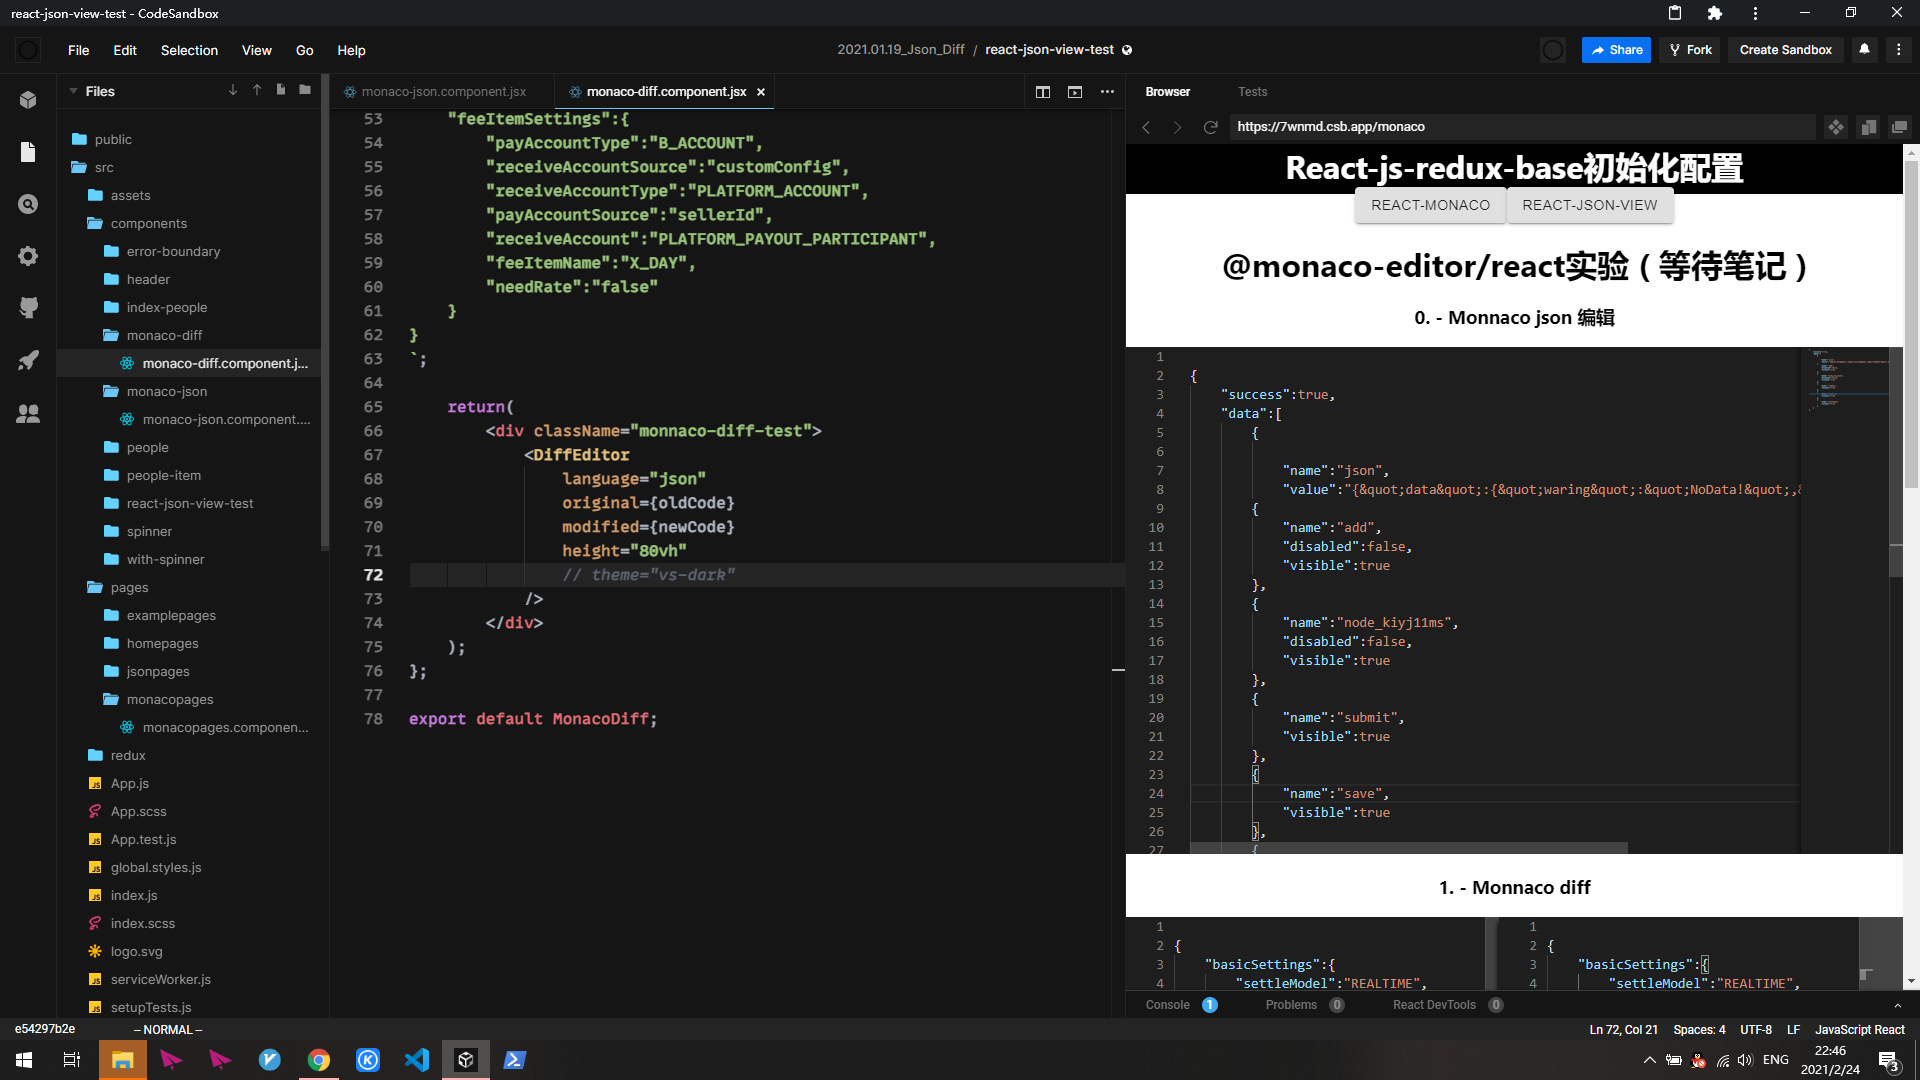 react-json-view-test - CodeSandbox
File Edit Selection View Go Help
2021.01.19_Json_Diff / react-json-view-test
Share Fork Create Sandbox
Files
public
src
assets
components
error-boundary
header
index-people
monaco-diff
monaco-diff.component.j...
monaco-json
monaco-json.component....
people
people-item
react-json-view-test
spinner
with-spinner
pages
examplepages
homepages
jsonpages
monacopages
monacopages.componen...
redux
App.js
App.scss
App.test.js
global.styles.js
index.js
index.scss
logo.svg
serviceWorker.js
setupTests.js
monaco-json.component.jsx monaco-diff.component.jsx
53 "feeItemSettings":{
54 "payAccountType":"B_ACCOUNT",
55 "receiveAccountSource":"customConfig",
56 "receiveAccountType":"PLATFORM_ACCOUNT",
57 "payAccountSource":"sellerId",
58 "receiveAccount":"PLATFORM_PAYOUT_PARTICIPANT",
59 "feeItemName":"X_DAY",
60 "needRate":"false"
61 }
62 }
63 `;
64
65 return(
66 <div className="monnaco-diff-test">
67 <DiffEditor
68 language="json"
69 original={oldCode}
70 modified={newCode}
71 height="80vh"
72 // theme="vs-dark"
73 />
74 </div>
75 );
76 };
77
78 export default MonacoDiff;
Browser Tests
https://7wnmd.csb.app/monaco
React-js-redux-base初始化配置
REACT-MONACO REACT-JSON-VIEW
@monaco-editor/react实验（等待笔记）
0. - Monnaco json 编辑
1
2 {
3 "success":true,
4 "data":[
5 {
6
7 "name":"json",
8 "value":"{&quot;data&quot;:{&quot;waring&quot;:&quot;NoData!&quot;,&
9 {
10 "name":"add",
11 "disabled":false,
12 "visible":true
13 },
14 {
15 "name":"node_kiyj11ms",
16 "disabled":false,
17 "visible":true
18 },
19 {
20 "name":"submit",
21 "visible":true
22 },
23 {
24 "name":"save",
25 "visible":true
26 },
27 {
1. - Monnaco diff
1 1
2 { 2 {
3 "basicSettings":{ 3 "basicSettings":{
4 "settleModel":"REALTIME", 4 "settleModel":"REALTIME",
Console 1 Problems 0 React DevTools 0
e54297b2e -- NORMAL -- Ln 72, Col 21 Spaces: 4 UTF-8 LF JavaScript React
ENG 22:46
2021/2/24 3